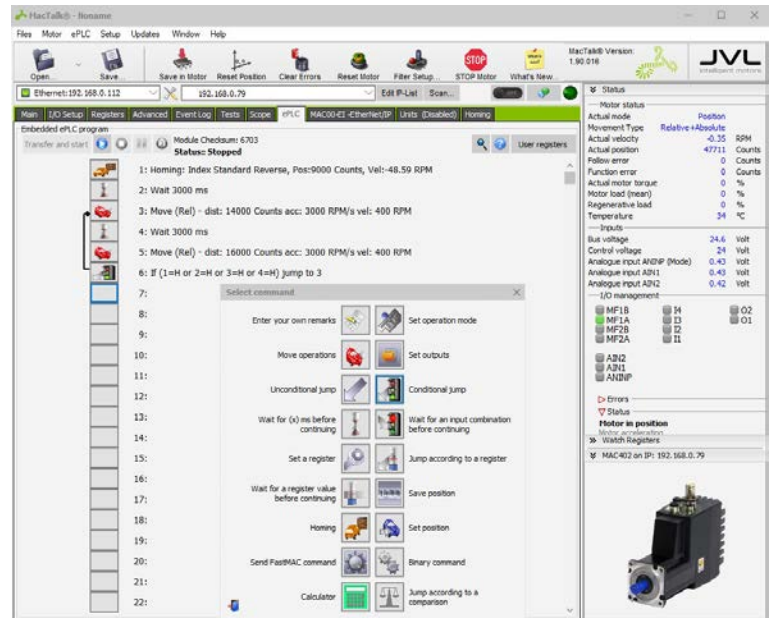 MacTalk® - Noname
Files Motor ePLC Setup Updates Window Help
Open... Save... Save in Motor Reset Position Clear Errors Reset Motor Filter Setup... STOP Motor What's New...
STOP
MacTalk® Version:
1.90.016
JVL
intelligent motors
Ethernet:192.168.0.112 192.168.0.79 Edit IP-List Scan...
Main I/O Setup Registers Advanced Event Log Tests Scope ePLC MAC00-EI -EtherNet/IP Units (Disabled) Homing
Embedded ePLC program
Transfer and start
Module Checksum: 6703
Status: Stopped
User registers
1: Homing: Index Standard Reverse, Pos:9000 Counts, Vel:-48.59 RPM
2: Wait 3000 ms
3: Move (Rel) - dist: 14000 Counts acc: 3000 RPM/s vel: 400 RPM
4: Wait 3000 ms
5: Move (Rel) - dist: 16000 Counts acc: 3000 RPM/s vel: 400 RPM
6: If (1=H or 2=H or 3=H or 4=H) jump to 3
7:
8:
9:
10:
11:
12:
13:
14:
15:
16:
17:
18:
19:
20:
21:
22:
Select command
Enter your own remarks
Set operation mode
Move operations
Set outputs
Unconditional jump
Conditional jump
Wait for (x) ms before continuing
Wait for an input combination before continuing
Set a register
Jump according to a register
Wait for a register value before continuing
Save position
Homing
Set position
Send FastMAC command
Binary command
Calculator
Jump according to a comparison
Status
Motor status
Actual mode Position
Movement Type Relative+Absolute
Actual velocity -0.35 RPM
Actual position 47711 Counts
Follow error 0 Counts
Function error 0 Counts
Actual motor torque 0 %
Motor load (mean) 0 %
Regenerative load 0 %
Temperature 34 °C
Inputs
Bus voltage 24.6 Volt
Control voltage 24 Volt
Analogue input ANINP (Mode) 0.43 Volt
Analogue input AIN1 0.43 Volt
Analogue input AIN2 0.42 Volt
I/O management
MF1B I4 O2
MF1A I3 O1
MF2B I2
MF2A I1
AIN2
AIN1
ANINP
Errors
Status
Motor in position
Motor accelerating
Watch Registers
MAC402 on IP: 192.168.0.79